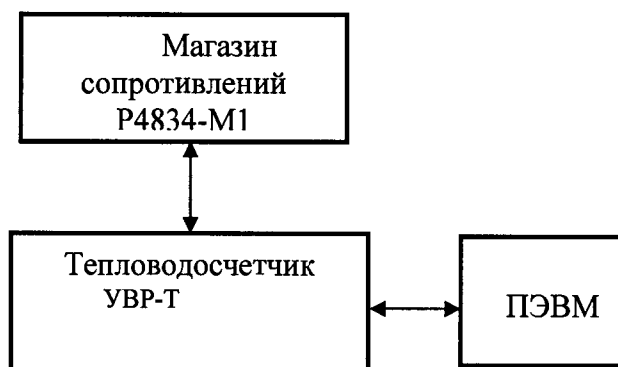 Магазин
сопротивлений
Р4834-М1
Тепловодосчетчик
УВР-Т
ПЭВМ